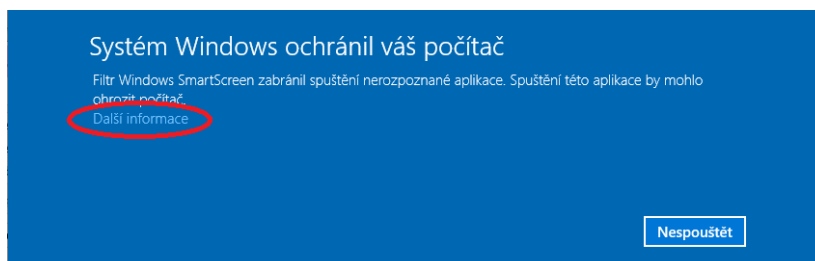 Systém Windows ochránil váš počítač
Filtr Windows SmartScreen zabránil spuštění nerozpoznané aplikace. Spuštění této aplikace by mohlo
ohrozit počítač.
Další informace
Nespouštět